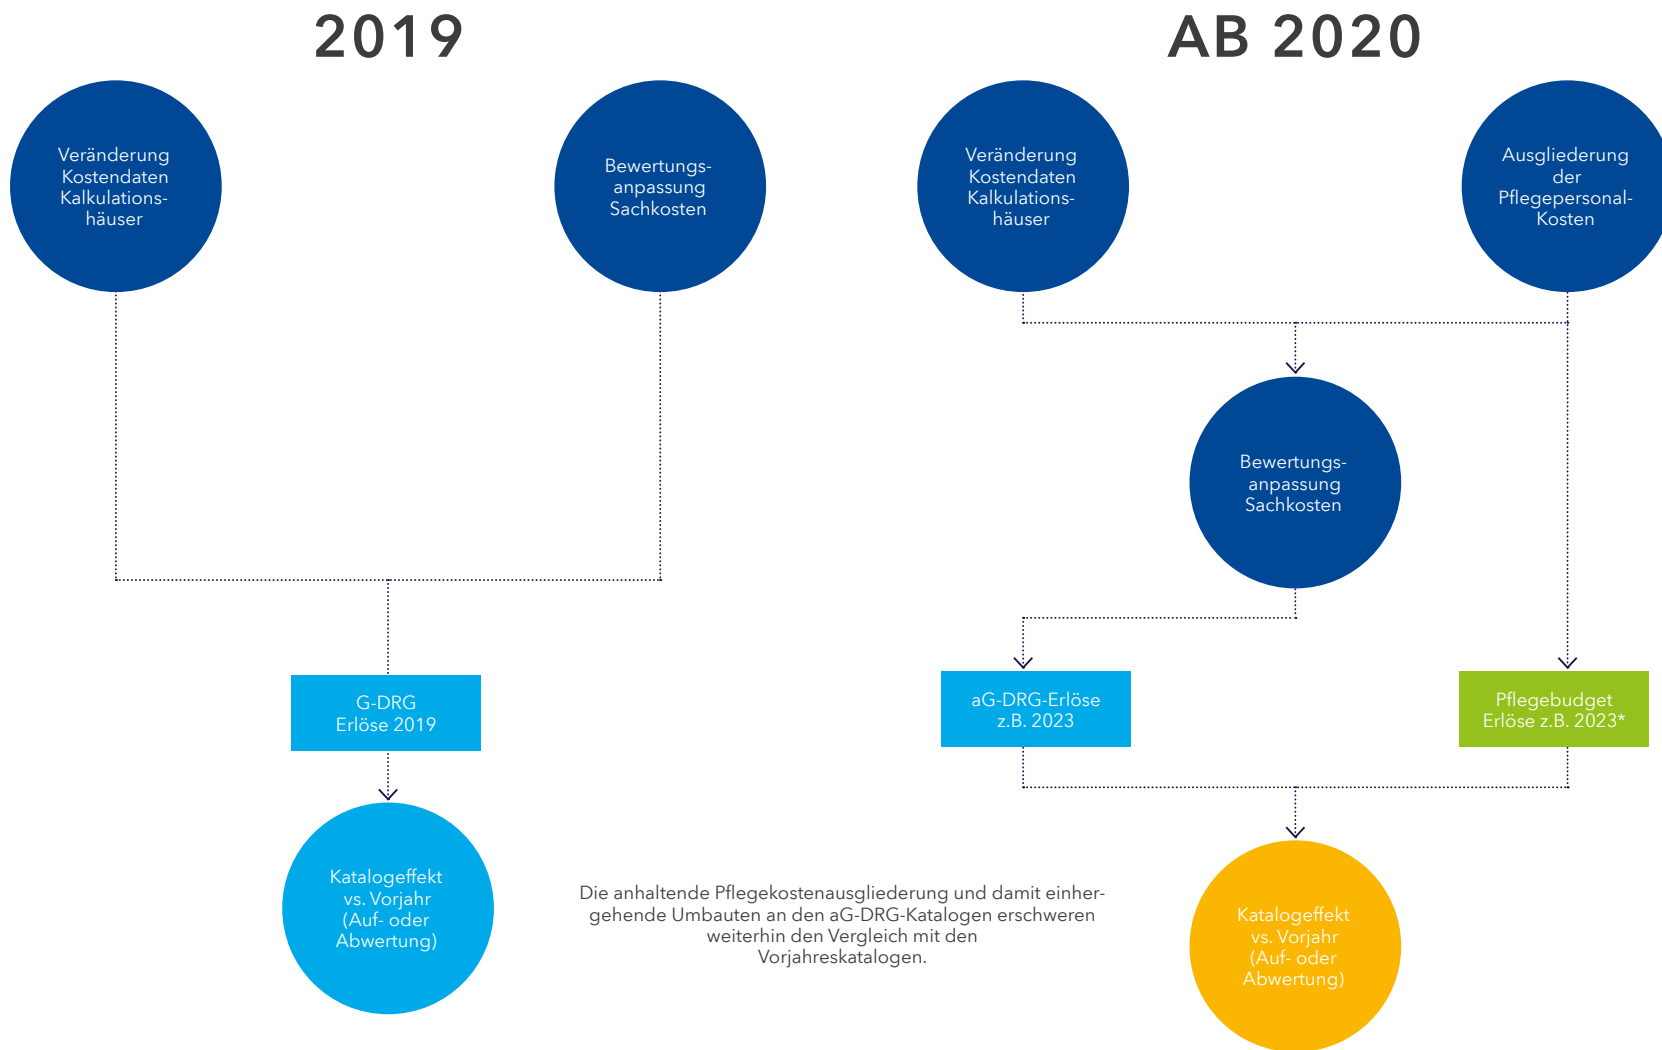 2019
Veränderung
Kostendaten
Kalkulations-
häuser
Bewertungs-
anpassung
Sachkosten
G-DRG
Erlöse 2019
Katalogeffekt
vs. Vorjahr
(Auf- oder
Abwertung)
Die anhaltende Pflegekostenausgliederung und damit einher-
gehende Umbauten an den aG-DRG-Katalogen erschweren
weiterhin den Vergleich mit den
Vorjahreskatalogen.
AB 2020
Veränderung
Kostendaten
Kalkulations-
häuser
Ausgliederung
der
Pflegepersonal-
Kosten
Bewertungs-
anpassung
Sachkosten
aG-DRG-Erlöse
z.B. 2023
Pflegebudget
Erlöse z.B. 2023*
Katalogeffekt
vs. Vorjahr
(Auf- oder
Abwertung)